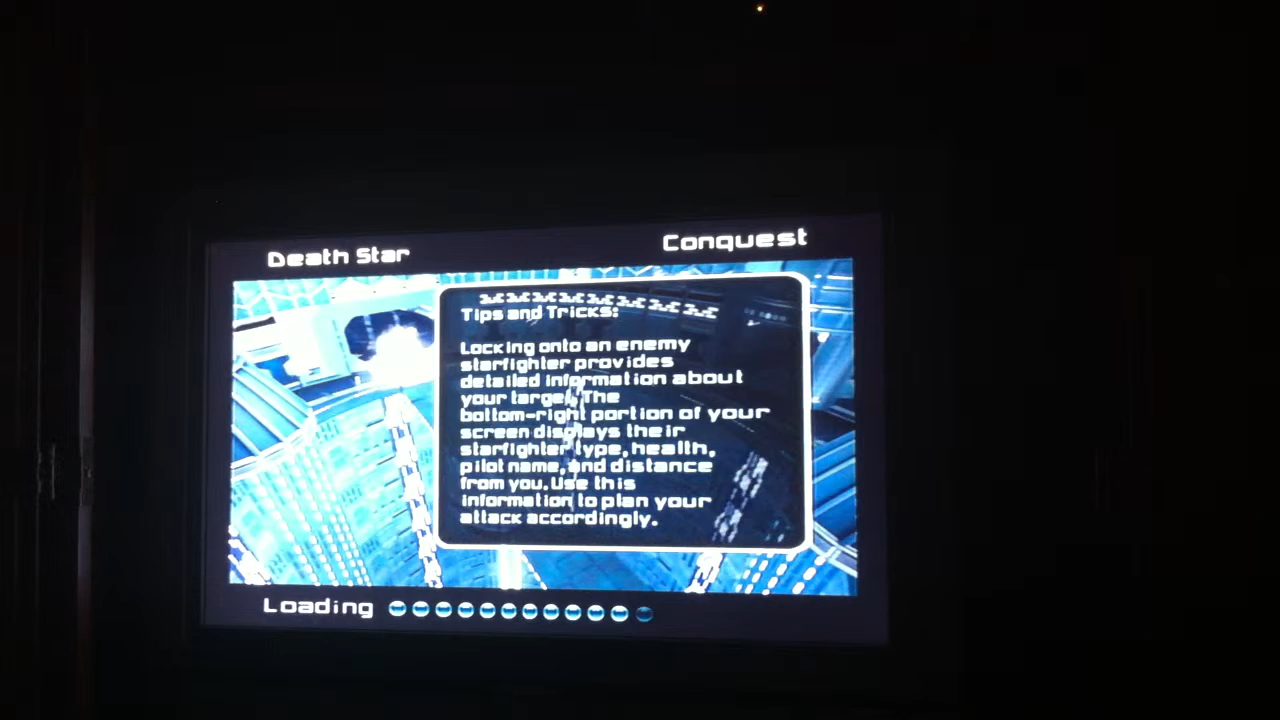 Death Star
Conquest
Tips and Tricks:
Locking onto an enemy
starfighter provides
detailed information about
your target. The
bottom-right portion of your
screen displays their
starfighter type, health,
pilot name, and distance
from you. Use this
information to plan your
attack accordingly.
Loading